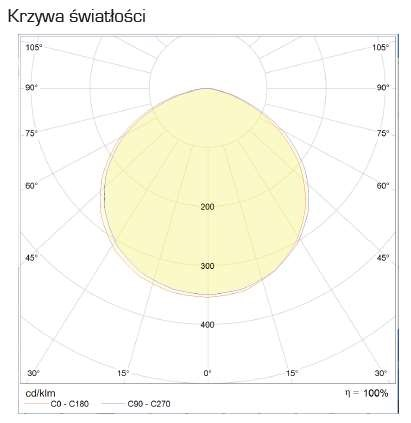 Krzywa światłości
105° 105°
90° 90°
75° 75°
60° 60°
200
45° 45°
300
400
30° 15° 0° 15° 30°
cd/klm η = 100%
C0 - C180 C90 - C270